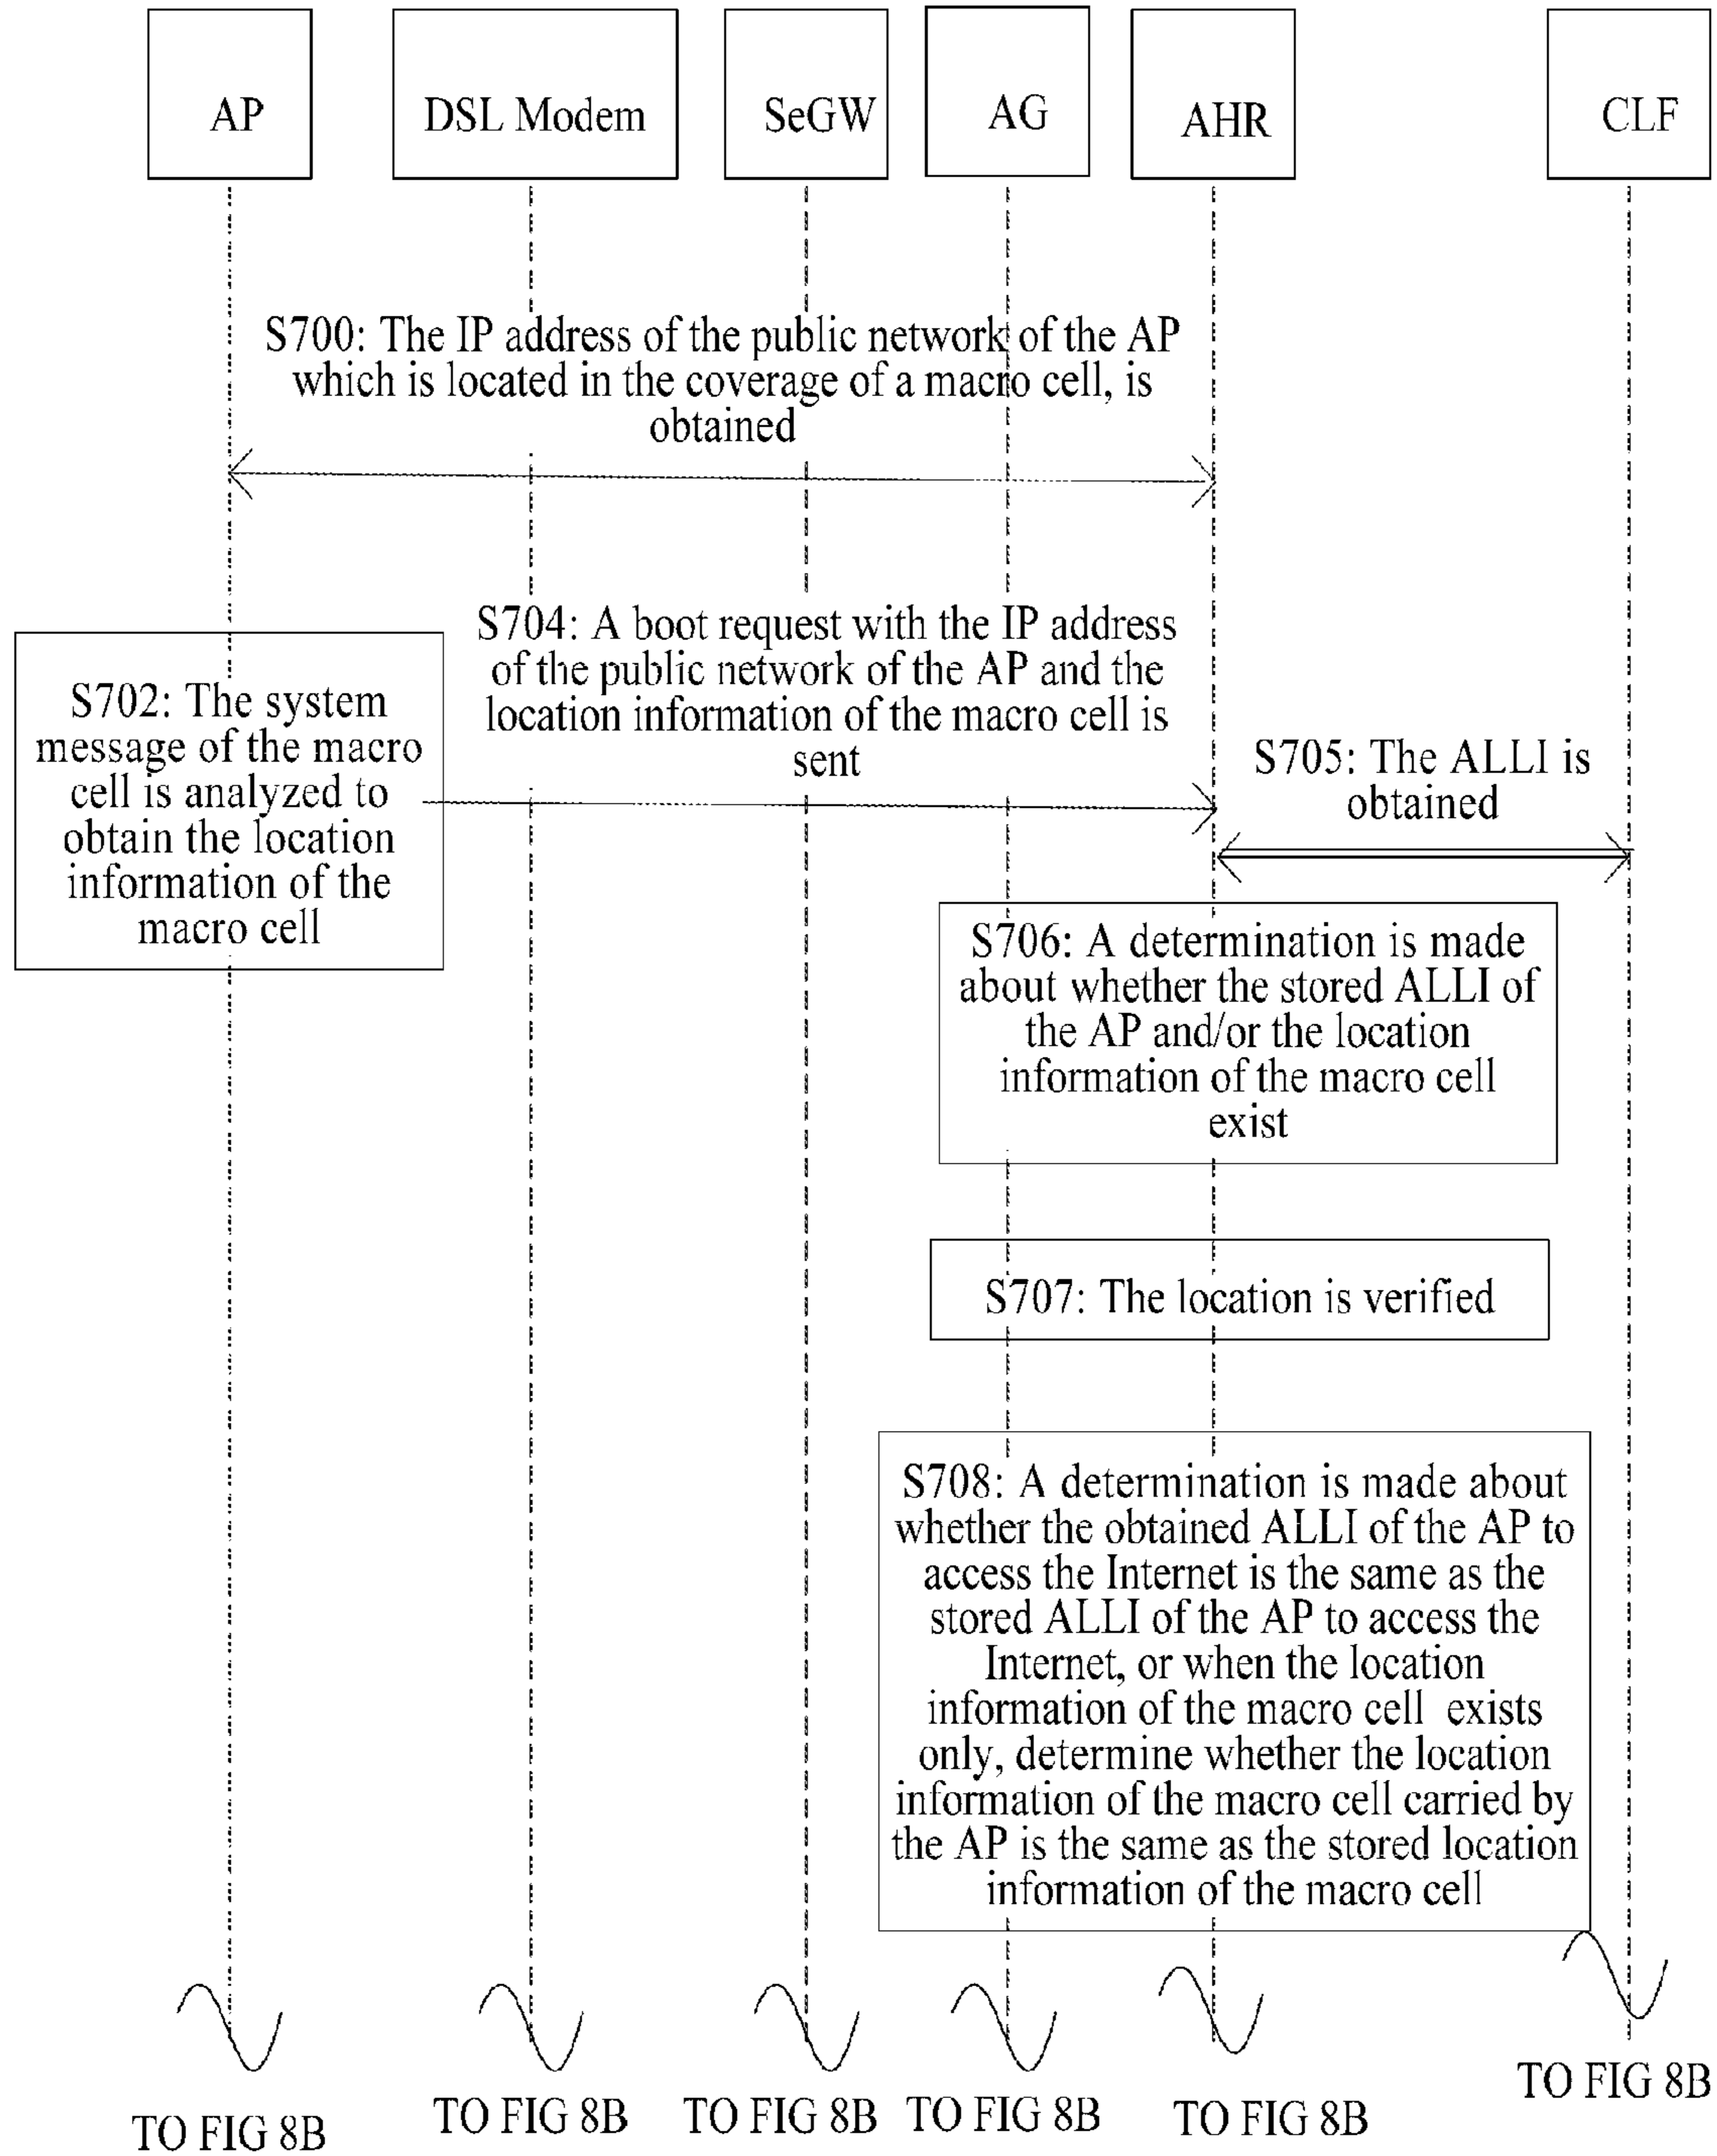 AP
DSL Modem
SeGW
AG
AHR
CLF
S700: The IP address of the public network of the AP
which is located in the coverage of a macro cell, is
obtained
S702: The system
message of the macro
cell is analyzed to
obtain the location
information of the
macro cell
S704: A boot request with the IP address
of the public network of the AP and the
location information of the macro cell is
sent
S705: The ALLI is
obtained
S706: A determination is made
about whether the stored ALLI of
the AP and/or the location
information of the macro cell
exist
S707: The location is verified
S708: A determination is made about
whether the obtained ALLI of the AP to
access the Internet is the same as the
stored ALLI of the AP to access the
Internet, or when the location
information of the macro cell exists
only, determine whether the location
information of the macro cell carried by
the AP is the same as the stored location
information of the macro cell
TO FIG 8B
TO FIG 8B
TO FIG 8B
TO FIG 8B
TO FIG 8B
TO FIG 8B